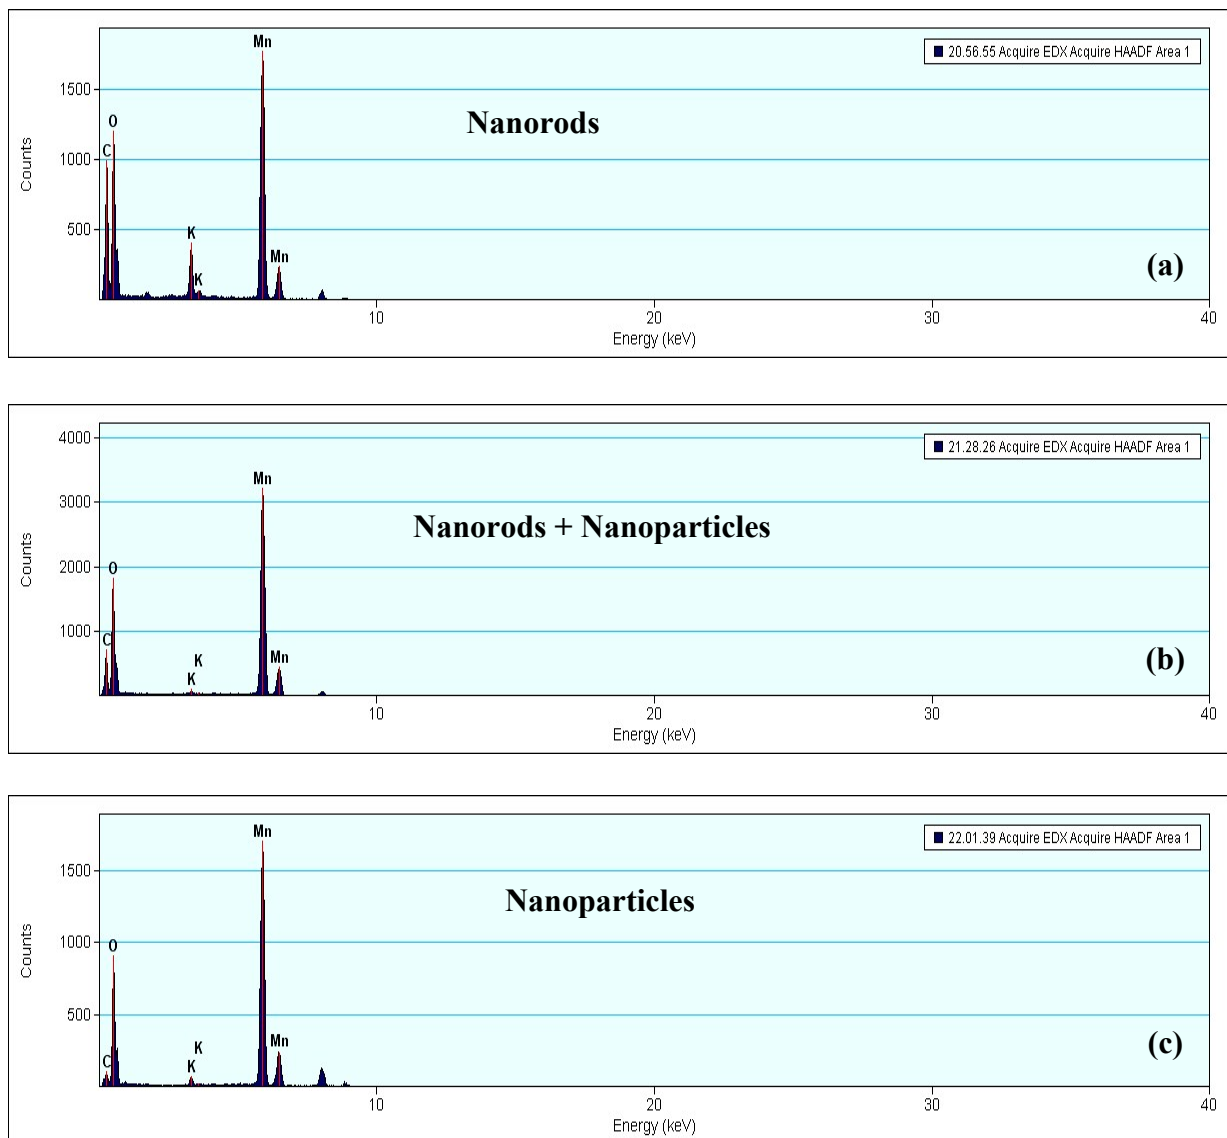 Mn
20.56.55 Acquire EDX Acquire HAADF Area 1
1500
Nanorods
O
Counts
1000
C
500
K
Mn
K
(a)
10
20
30
40
Energy (keV)
4000
21.28.26 Acquire EDX Acquire HAADF Area 1
Mn
3000
Nanorods + Nanoparticles
Counts
2000
O
1000
C
K
Mn
K
(b)
10
20
30
40
Energy (keV)
Mn
22.01.39 Acquire EDX Acquire HAADF Area 1
1500
Nanoparticles
Counts
1000
O
500
K
Mn
C
K
(c)
10
20
30
40
Energy (keV)